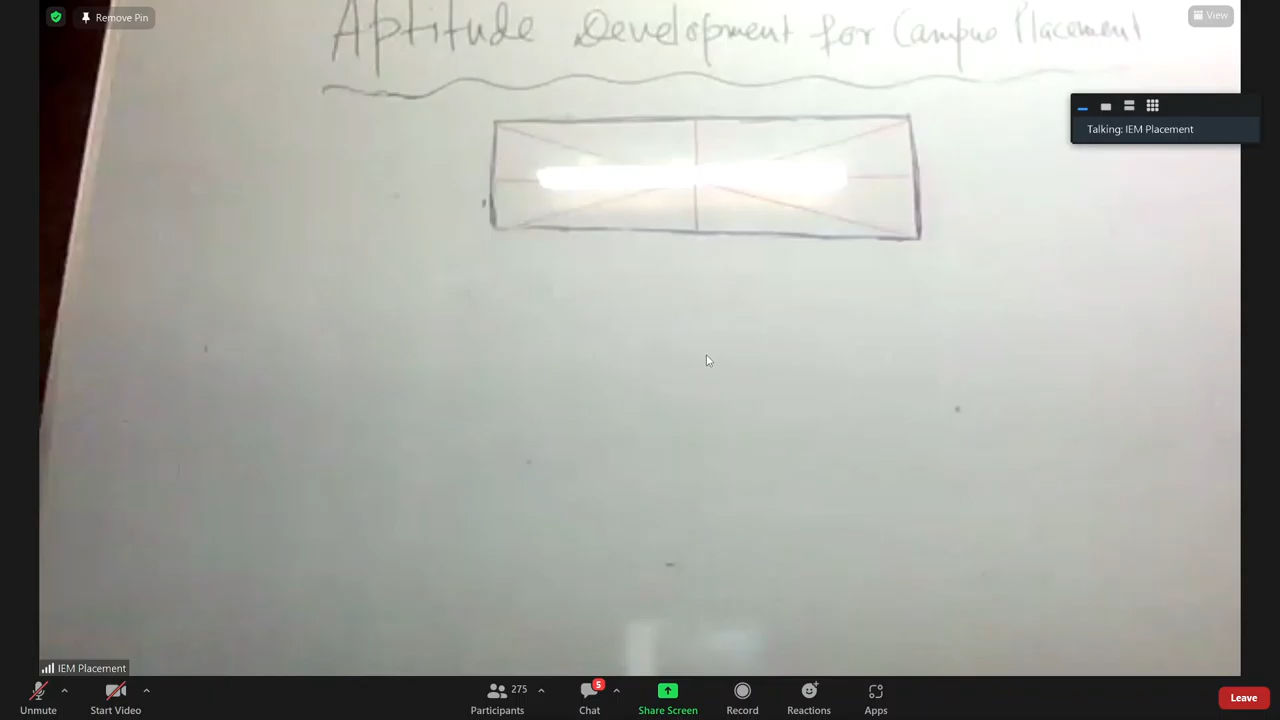 Remove Pin
View
Aptitude Development for Campus Placement
Talking: IEM Placement
IEM Placement
Unmute
Start Video
275
Participants
5
Chat
Share Screen
Record
Reactions
Apps
Leave